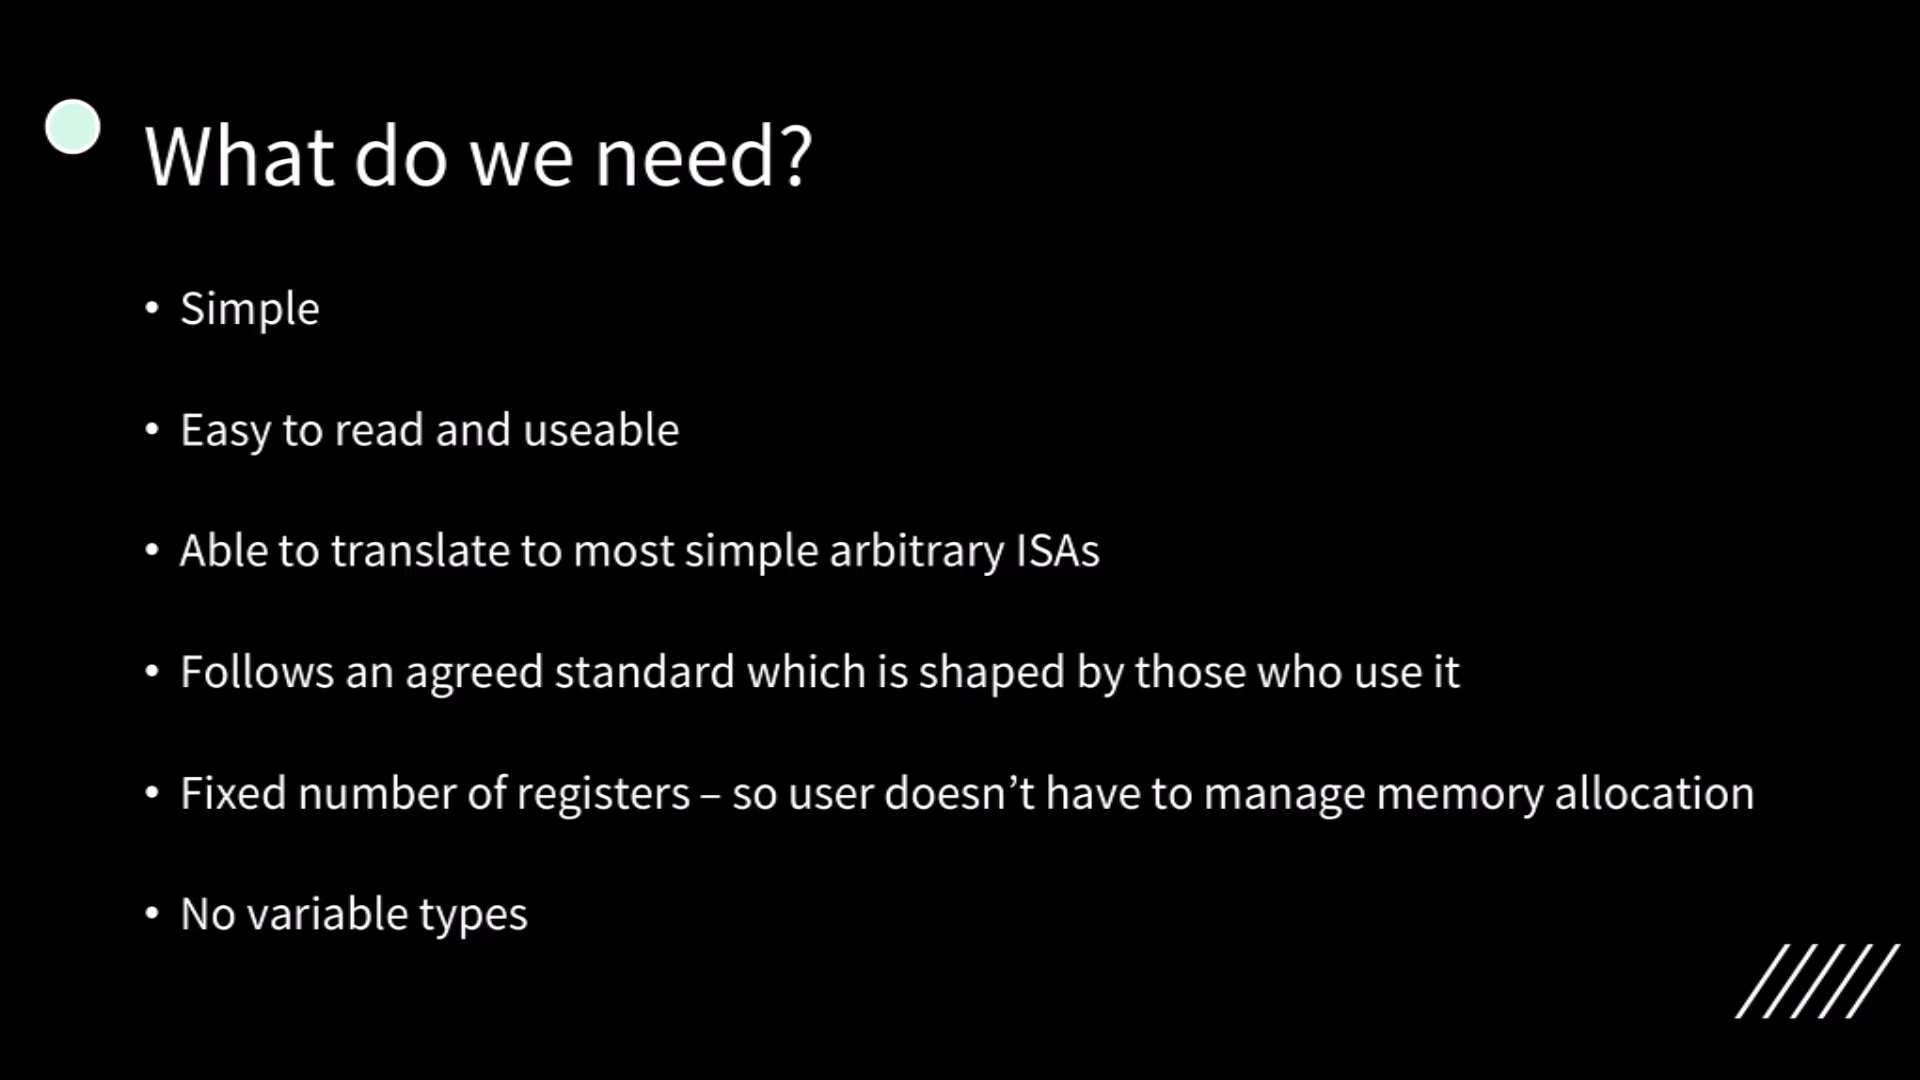 What do we need?
• Simple
• Easy to read and useable
• Able to translate to most simple arbitrary ISAs
• Follows an agreed standard which is shaped by those who use it
• Fixed number of registers – so user doesn’t have to manage memory allocation
• No variable types